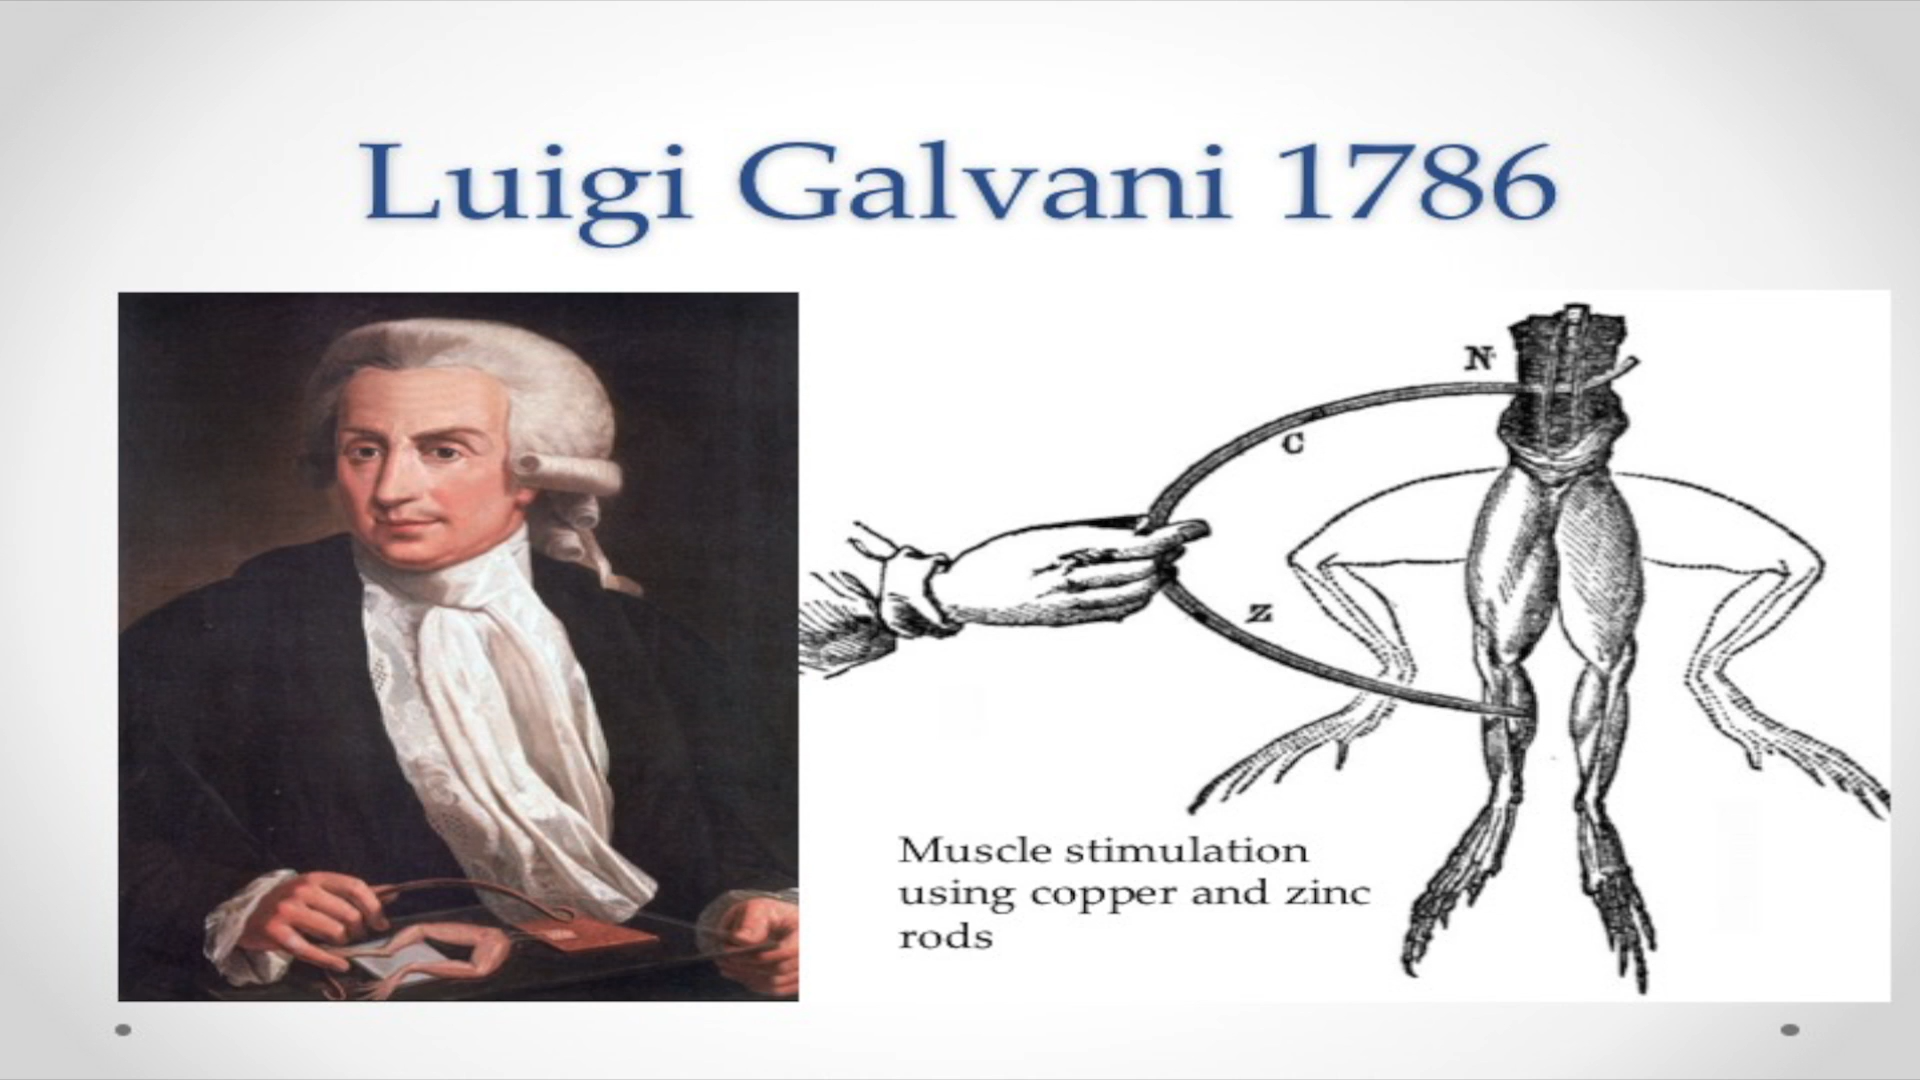 Luigi Galvani 1786
N
C
Z
Muscle stimulation
using copper and zinc
rods